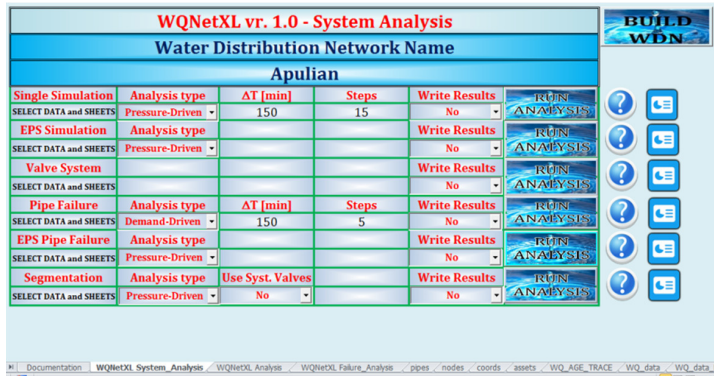 WQNetXL vr. 1.0 - System Analysis
BUILD WDN
Water Distribution Network Name
Apulian
Single Simulation Analysis type ΔT [min] Steps Write Results RUN ANALYSIS
SELECT DATA and SHEETS Pressure-Driven 150 15 No
EPS Simulation Analysis type Write Results RUN ANALYSIS
SELECT DATA and SHEETS Pressure-Driven No
Valve System Write Results RUN ANALYSIS
SELECT DATA and SHEETS No
Pipe Failure Analysis type ΔT [min] Steps Write Results RUN ANALYSIS
SELECT DATA and SHEETS Demand-Driven 150 5 No
EPS Pipe Failure Analysis type Write Results RUN ANALYSIS
SELECT DATA and SHEETS Pressure-Driven No
Segmentation Analysis type Use Syst. Valves Write Results RUN ANALYSIS
SELECT DATA and SHEETS Pressure-Driven No No
Documentation WQNetXL System_Analysis WQNetXL Analysis WQNetXL Failure_Analysis pipes nodes coords assets WQ_AGE_TRACE WQ_data WQ_data_